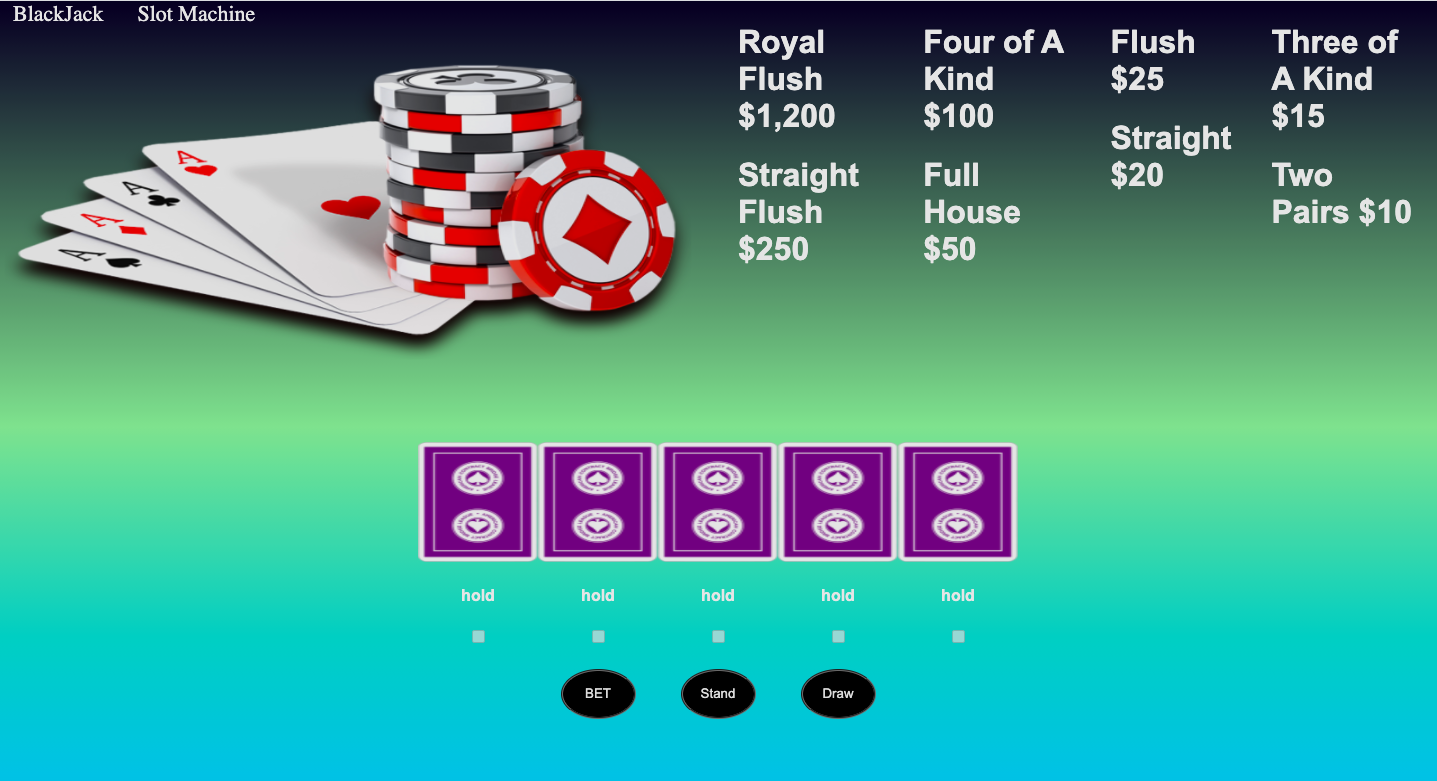 BlackJack Slot Machine
Royal
Flush
$1,200
Straight
Flush
$250
Four of A
Kind
$100
Full
House
$50
Flush
$25
Straight
$20
Three of
A Kind
$15
Two
Pairs $10
A
A
A
A
hold hold hold hold hold
BET Stand Draw